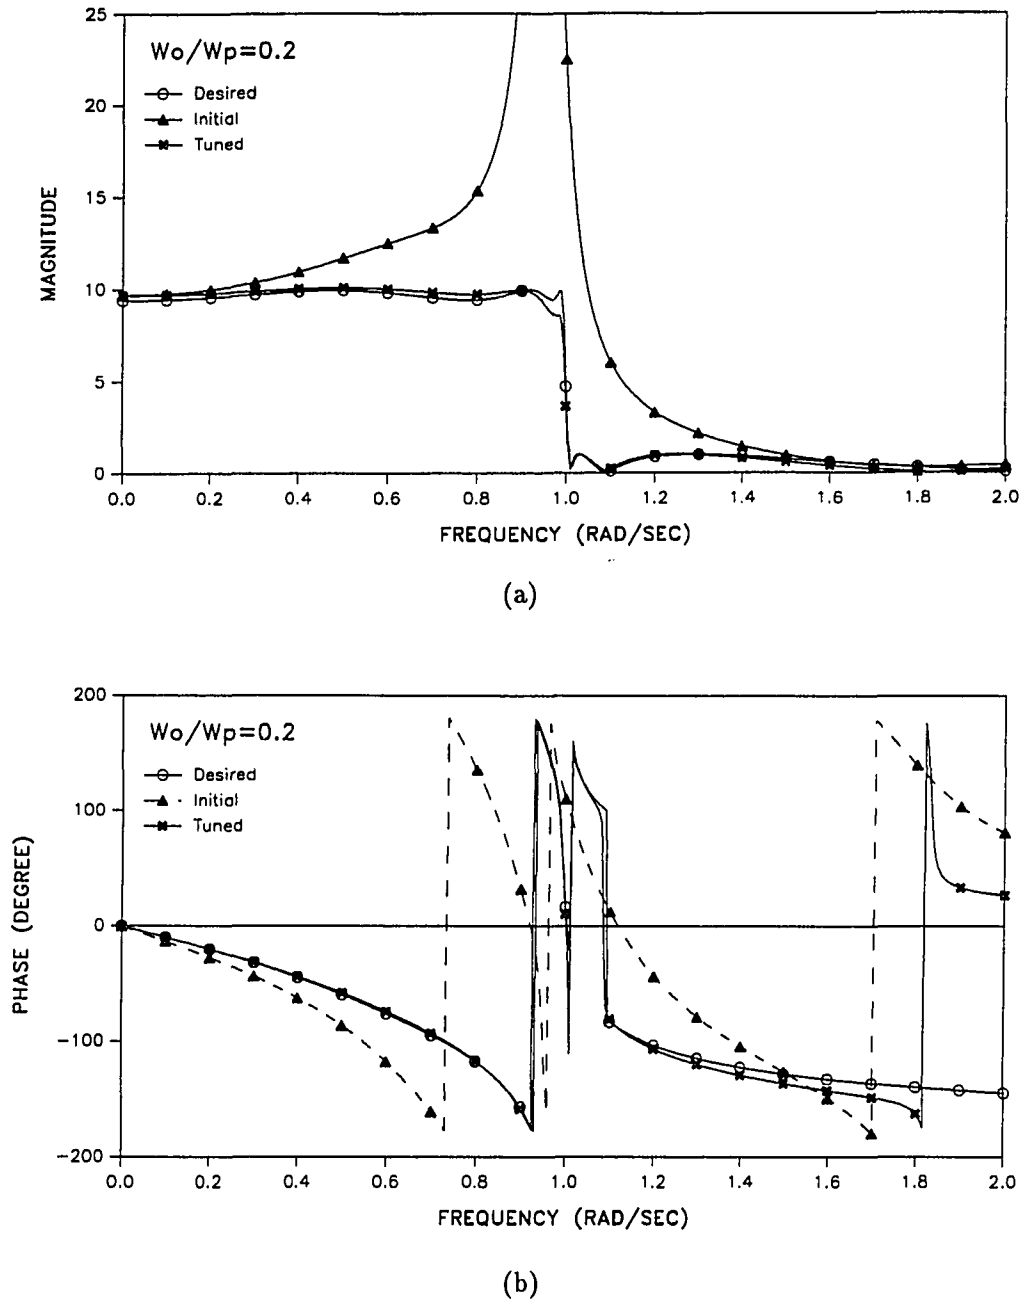 25
20
15
10
5
0
MAGNITUDE
Wo/Wp=0.2
Desired
Initial
Tuned
0.0 0.2 0.4 0.6 0.8 1.0 1.2 1.4 1.6 1.8 2.0
FREQUENCY (RAD/SEC)
(a)
200
100
0
-100
-200
PHASE (DEGREE)
Wo/Wp=0.2
Desired
Initial
Tuned
0.0 0.2 0.4 0.6 0.8 1.0 1.2 1.4 1.6 1.8 2.0
FREQUENCY (RAD/SEC)
(b)